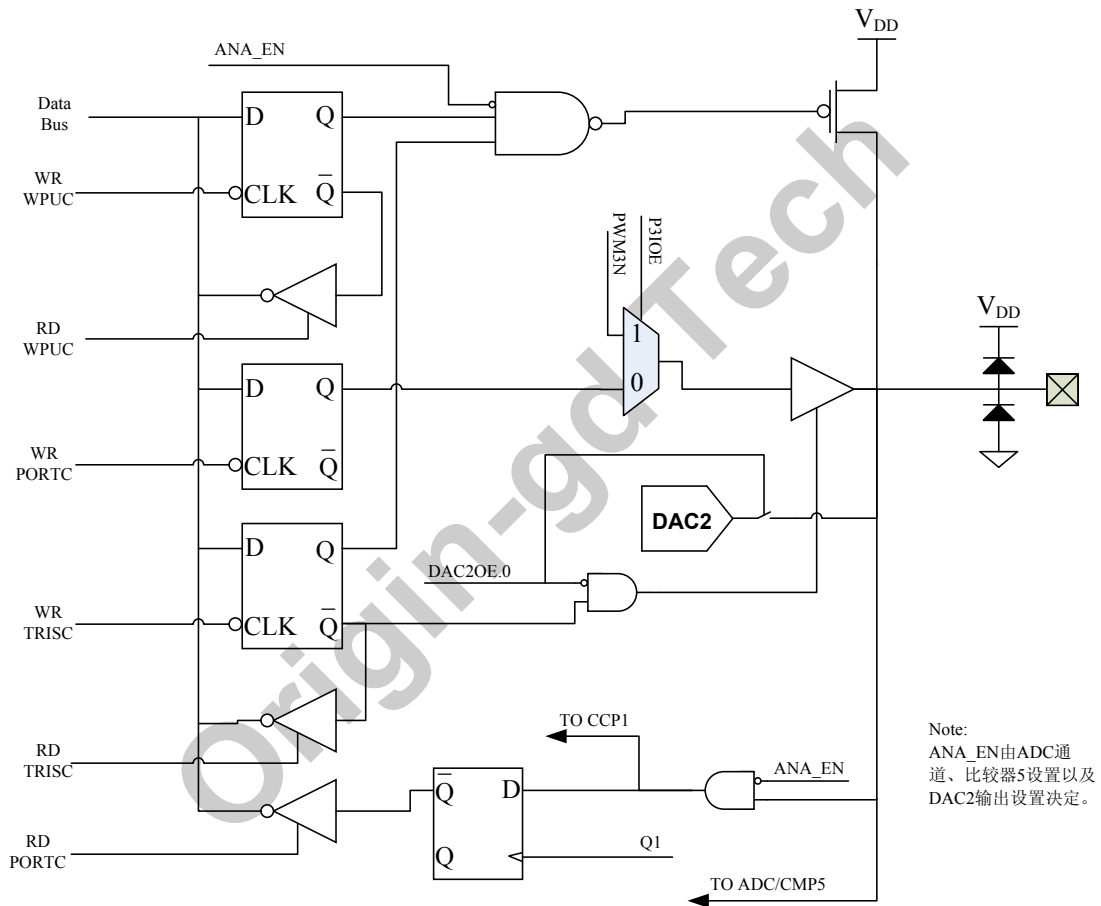 V_DD
ANA_EN
Data
Bus
D
Q
WR
WPUC
CLK
Q̅
PWM3N
P3IOE
RD
WPUC
1
V_DD
D
Q
0
WR
PORTC
CLK
Q̅
DAC2
D
Q
DAC2OE.0
WR
TRISC
CLK
Q̅
TO CCP1
RD
TRISC
ANA_EN
Q̅
D
RD
PORTC
Q
Q1
TO ADC/CMP5
Note:
ANA_EN由ADC通
道、比较器5设置以及
DAC2输出设置决定。
Origin-gd Tech